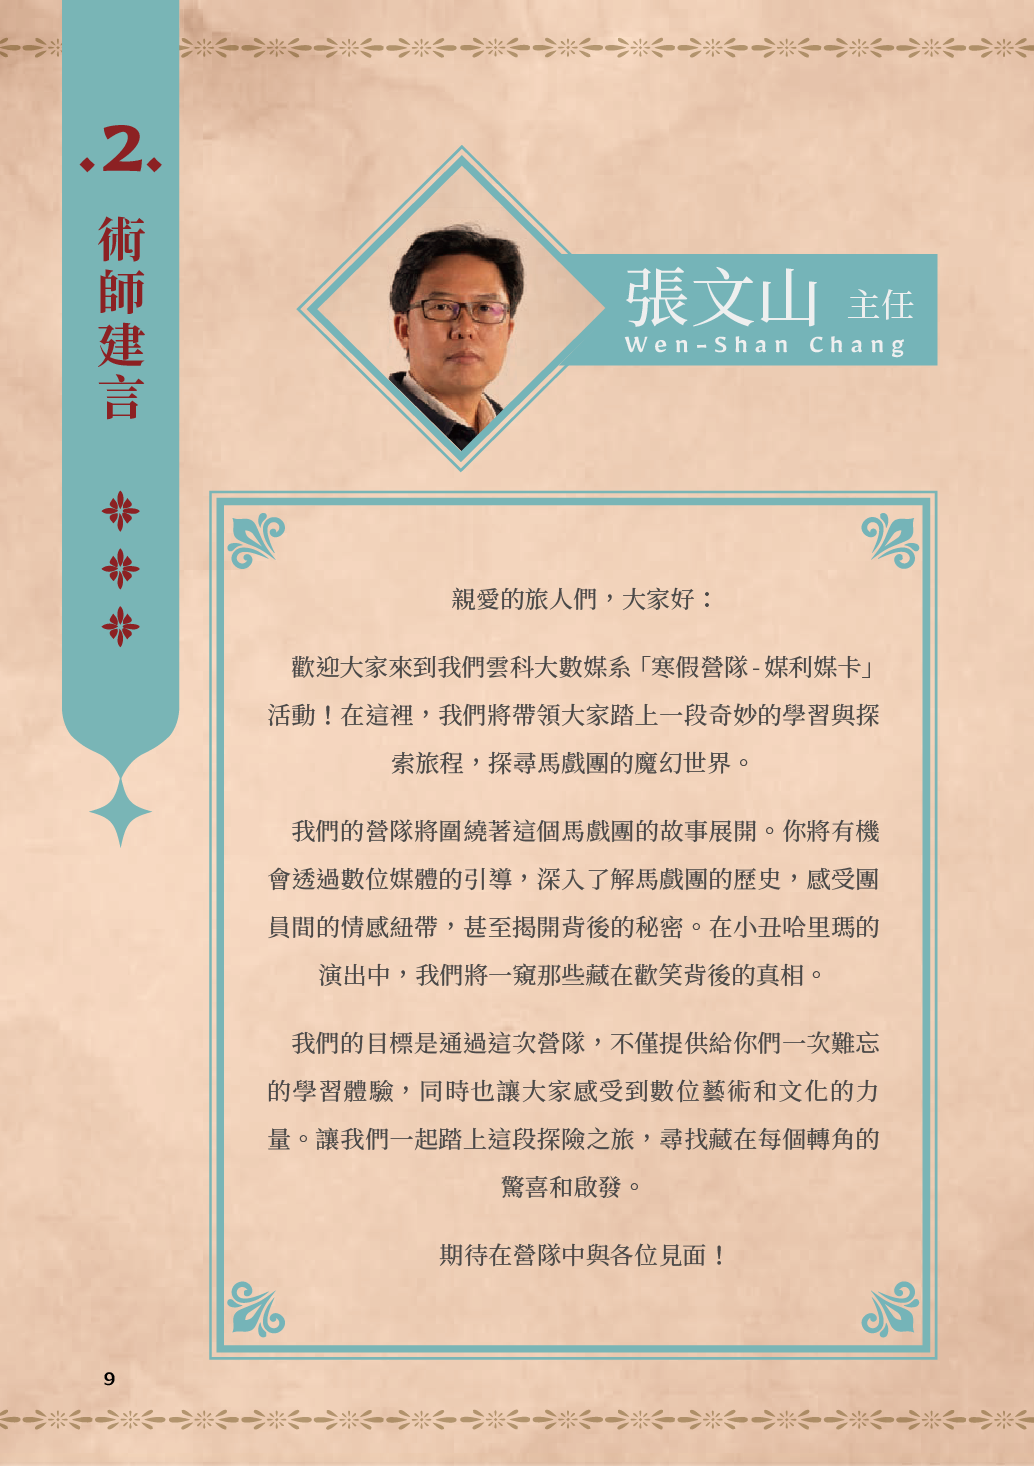 .2.
術師建言
張文山 主任
Wen-Shan Chang
親愛的旅人們，大家好：
歡迎大家來到我們雲科大數媒系「寒假營隊-媒利媒卡」
活動！在這裡，我們將帶領大家踏上一段奇妙的學習與探
索旅程，探尋馬戲團的魔幻世界。
我們的營隊將圍繞著這個馬戲團的故事展開。你將有機
會透過數位媒體的引導，深入了解馬戲團的歷史，感受團
員間的情感紐帶，甚至揭開背後的秘密。在小丑哈里瑪的
演出中，我們將一窺那些藏在歡笑背後的真相。
我們的目標是通過這次營隊，不僅提供給你們一次難忘
的學習體驗，同時也讓大家感受到數位藝術和文化的力
量。讓我們一起踏上這段探險之旅，尋找藏在每個轉角的
驚喜和啟發。
期待在營隊中與各位見面！
9